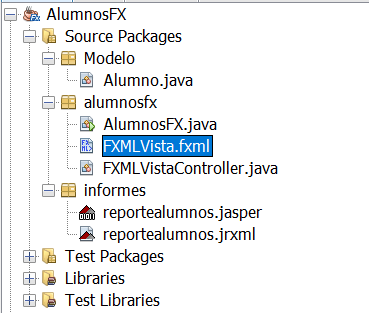 AlumnosFX
Source Packages
Modelo
Alumno.java
alumnosfx
AlumnosFX.java
FXMLVista.fxml
FXMLVistaController.java
informes
reportealumnos.jasper
reportealumnos.jrxml
Test Packages
Libraries
Test Libraries